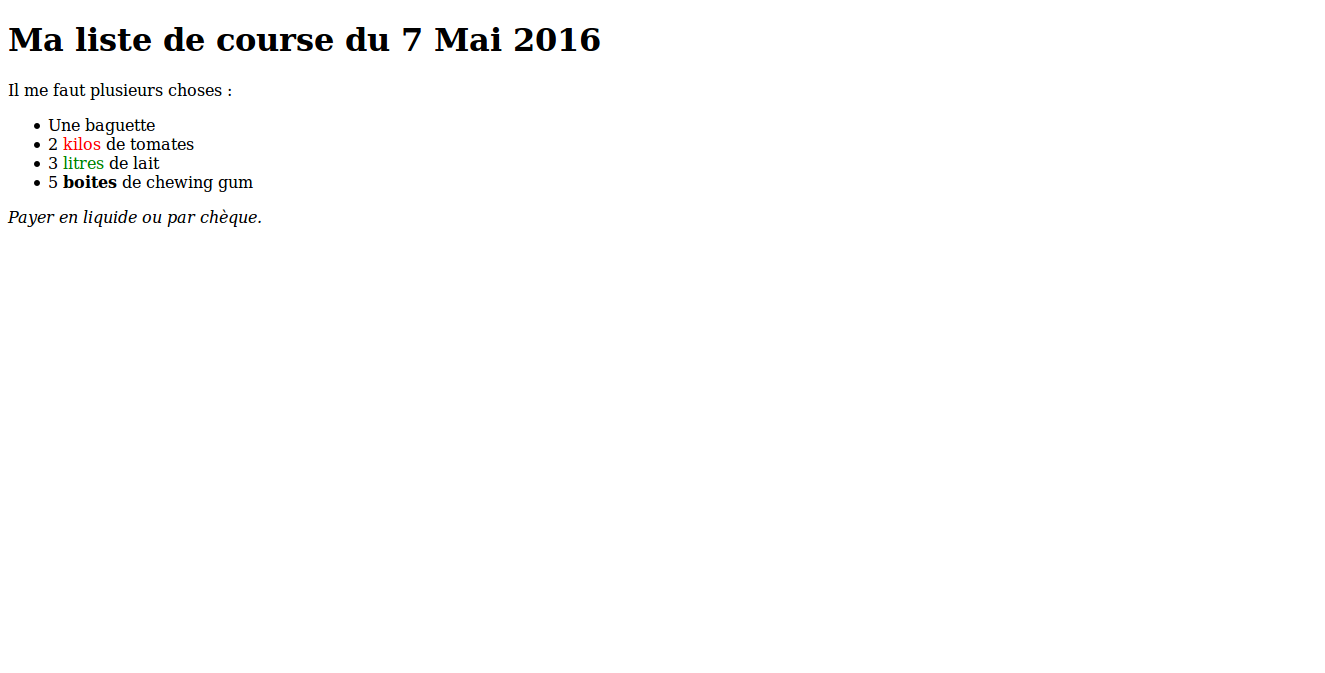 Ma liste de course du 7 Mai 2016
Il me faut plusieurs choses :
• Une baguette
• 2 kilos de tomates
• 3 litres de lait
• 5 boites de chewing gum
Payer en liquide ou par chèque.